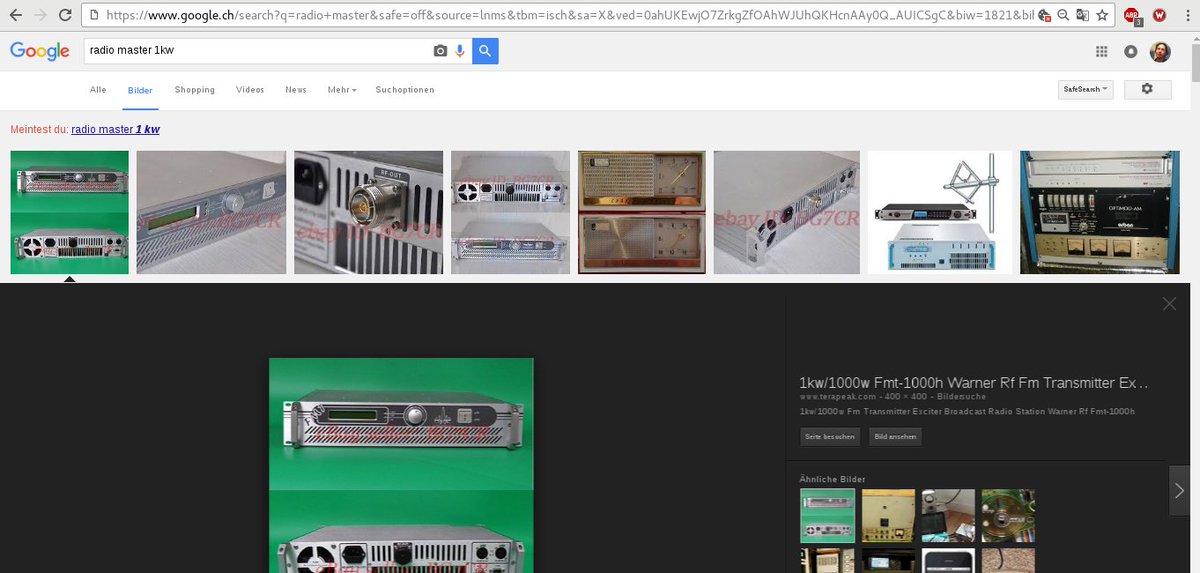 https://www.google.ch/search?q=radio+master&safe=off&source=lnms&tbm=isch&sa=X&ved=0ahUKEwjO7ZrkgZfOAhWJUhQKHcnAAy0Q_AUICSgC&biw=1821&bil
ABP
3
W
Google
radio master 1kw
Alle
Bilder
Shopping
Videos
News
Mehr
Suchoptionen
SafeSearch
Meintest du: radio master 1 kw
RF-OUT
ebay ID:BG7CR
OPTIMOD-AM
orban
1kw/1000w Fmt-1000h Warner Rf Fm Transmitter Ex ..
www.terapeak.com - 400 × 400 - Bildersuche
1kw/1000w Fm Transmitter Exciter Broadcast Radio Station Warner Rf Fmt-1000h
Seite besuchen
Bild ansehen
Ähnliche Bilder